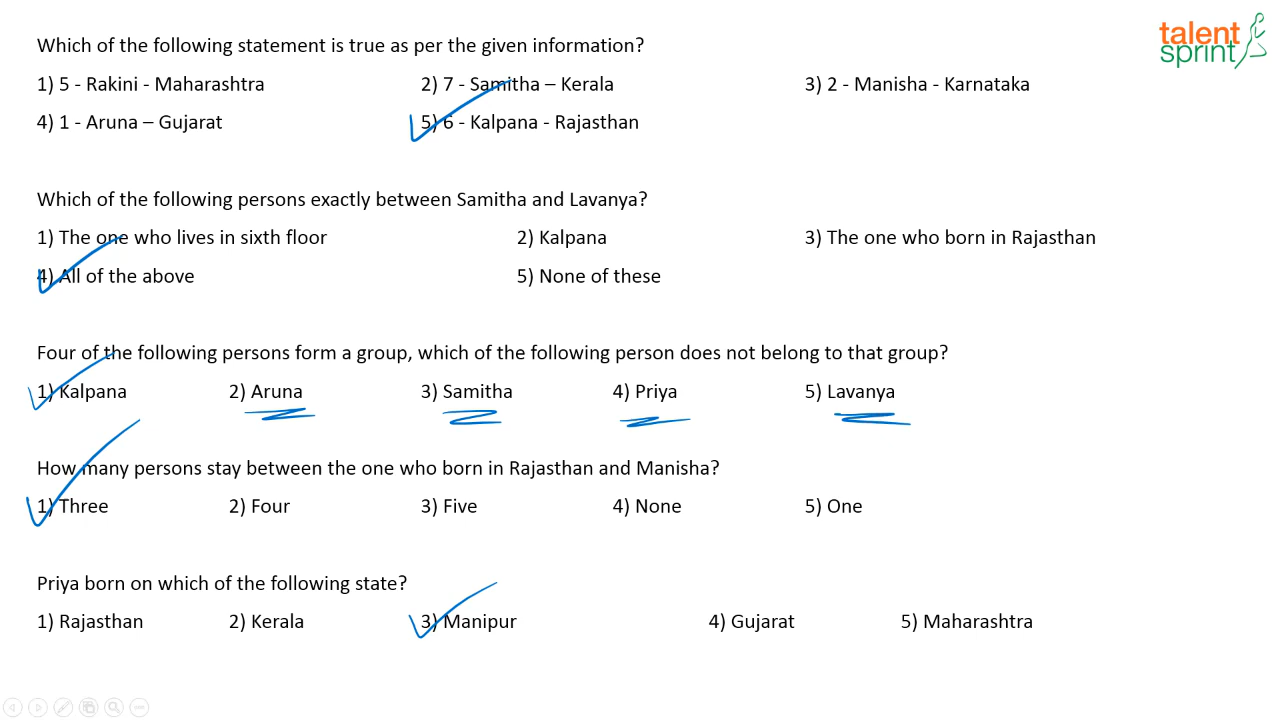 talent
sprint
Which of the following statement is true as per the given information?
1) 5 - Rakini - Maharashtra 2) 7 - Samitha – Kerala 3) 2 - Manisha - Karnataka
4) 1 - Aruna – Gujarat 5) 6 - Kalpana - Rajasthan
Which of the following persons exactly between Samitha and Lavanya?
1) The one who lives in sixth floor 2) Kalpana 3) The one who born in Rajasthan
4) All of the above 5) None of these
Four of the following persons form a group, which of the following person does not belong to that group?
1) Kalpana 2) Aruna 3) Samitha 4) Priya 5) Lavanya
How many persons stay between the one who born in Rajasthan and Manisha?
1) Three 2) Four 3) Five 4) None 5) One
Priya born on which of the following state?
1) Rajasthan 2) Kerala 3) Manipur 4) Gujarat 5) Maharashtra